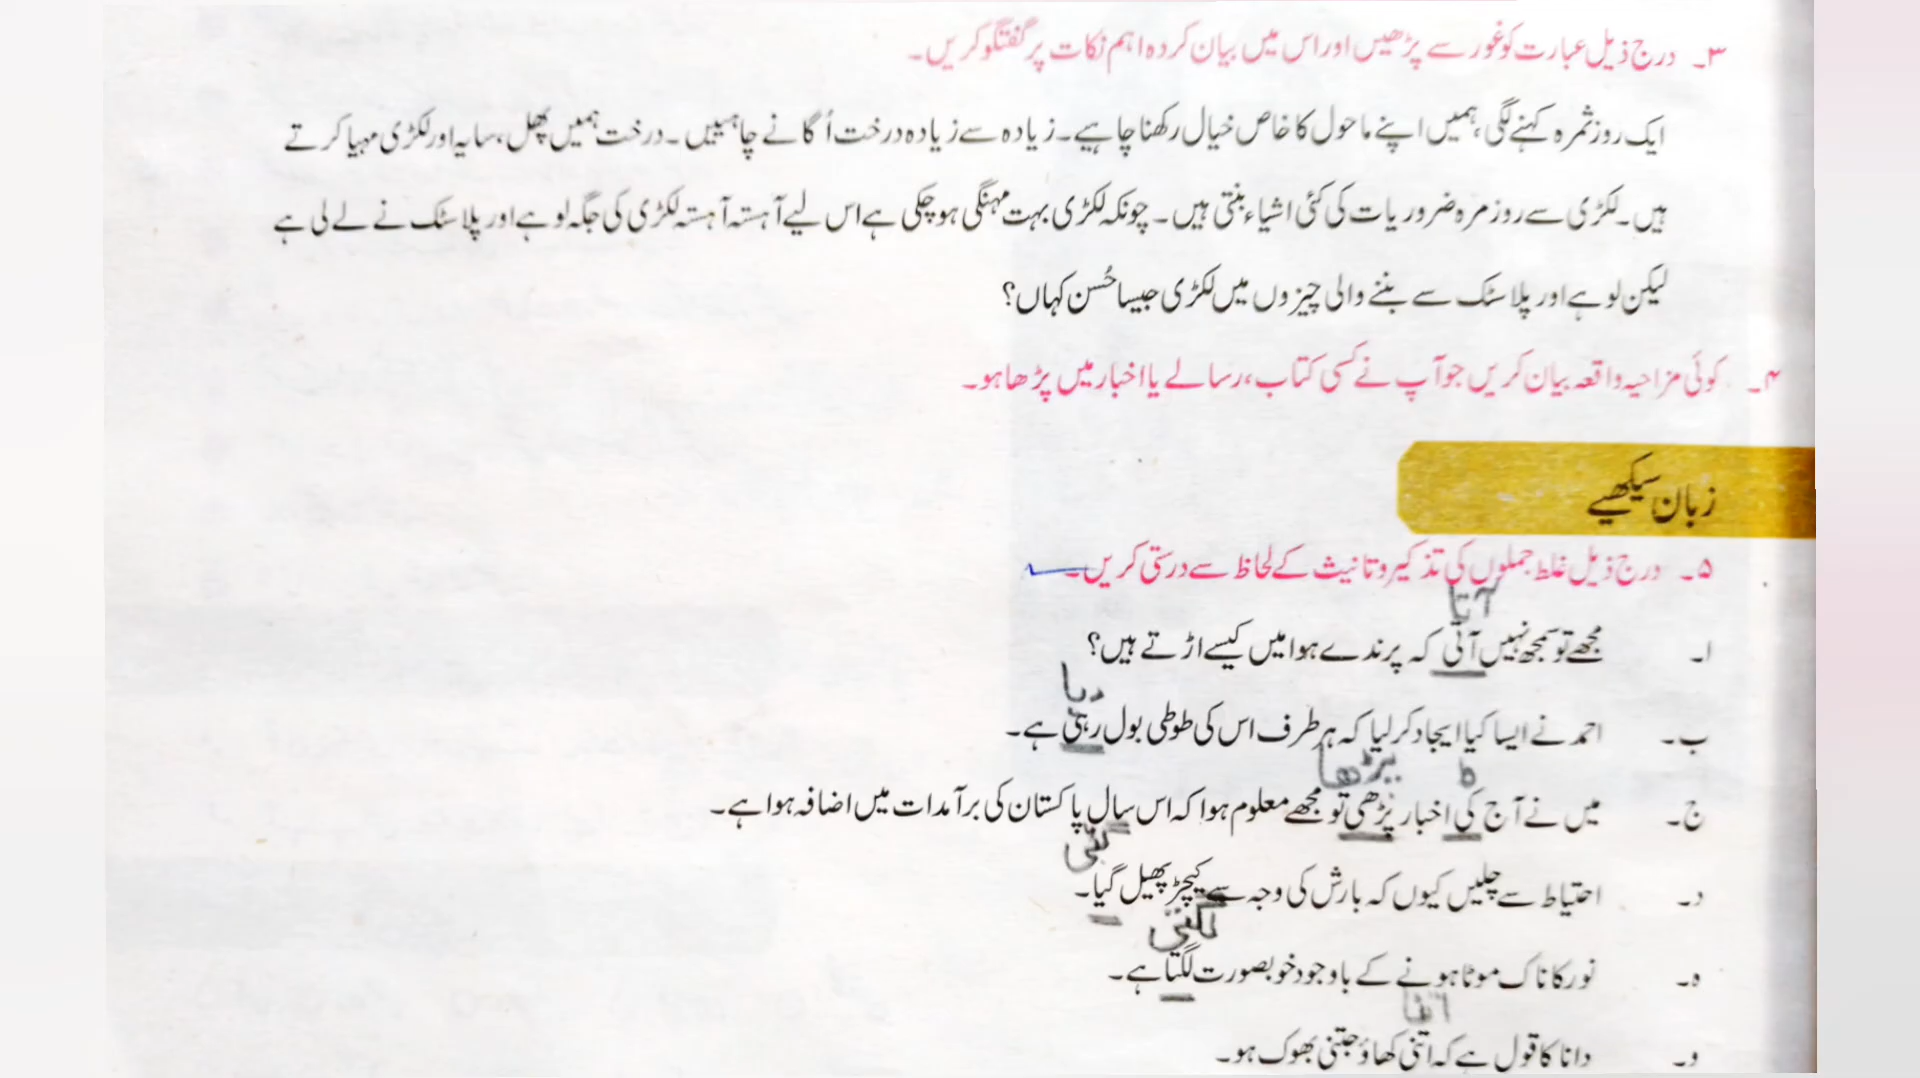 ۳۔ درج ذیل عبارت کو غور سے پڑھیں اور اس میں بیان کردہ اہم نکات پر گفتگو کریں۔
ایک روز ثمرہ کہنے لگی، ہمیں اپنے ماحول کا خاص خیال رکھنا چاہیے۔ زیادہ سے زیادہ درخت اُگانے چاہییں۔ درخت ہمیں پھل، سایہ اور لکڑی مہیا کرتے
ہیں۔ لکڑی سے روزمرہ ضروریات کی کئی اشیاء بنتی ہیں۔ چونکہ لکڑی بہت مہنگی ہو چکی ہے اس لیے آہستہ آہستہ لکڑی کی جگہ لوہے اور پلاسٹک نے لے لی ہے
لیکن لوہے اور پلاسٹک سے بننے والی چیزوں میں لکڑی جیسا حُسن کہاں؟
۴۔ کوئی مزاحیہ واقعہ بیان کریں جو آپ نے کسی کتاب، رسالے یا اخبار میں پڑھا ہو۔
زبان سیکھیے
۵۔ درج ذیل غلط جملوں کی تذکیر و تانیث کے لحاظ سے درستی کریں۔
آتا
ا۔ مجھے تو سمجھ نہیں آتی کہ پرندے ہوا میں کیسے اڑتے ہیں؟
رہا
ب۔ احمد نے ایسا کیا ایجاد کر لیا کہ ہر طرف اس کی طوطی بول رہی ہے۔
کا پڑھا
ج۔ میں نے آج کی اخبار پڑھی تو مجھے معلوم ہوا کہ اس سال پاکستان کی برآمدات میں اضافہ ہوا ہے۔
گئی
د۔ احتیاط سے چلیں کیوں کہ بارش کی وجہ سے کیچڑ پھیل گیا۔
لگتی
ہ۔ نور کا ناک موٹا ہونے کے باوجود خوبصورت لگتا ہے۔
اتنا
و۔ دانا کا قول ہے کہ اتنی کھاؤ جتنی بھوک ہو۔